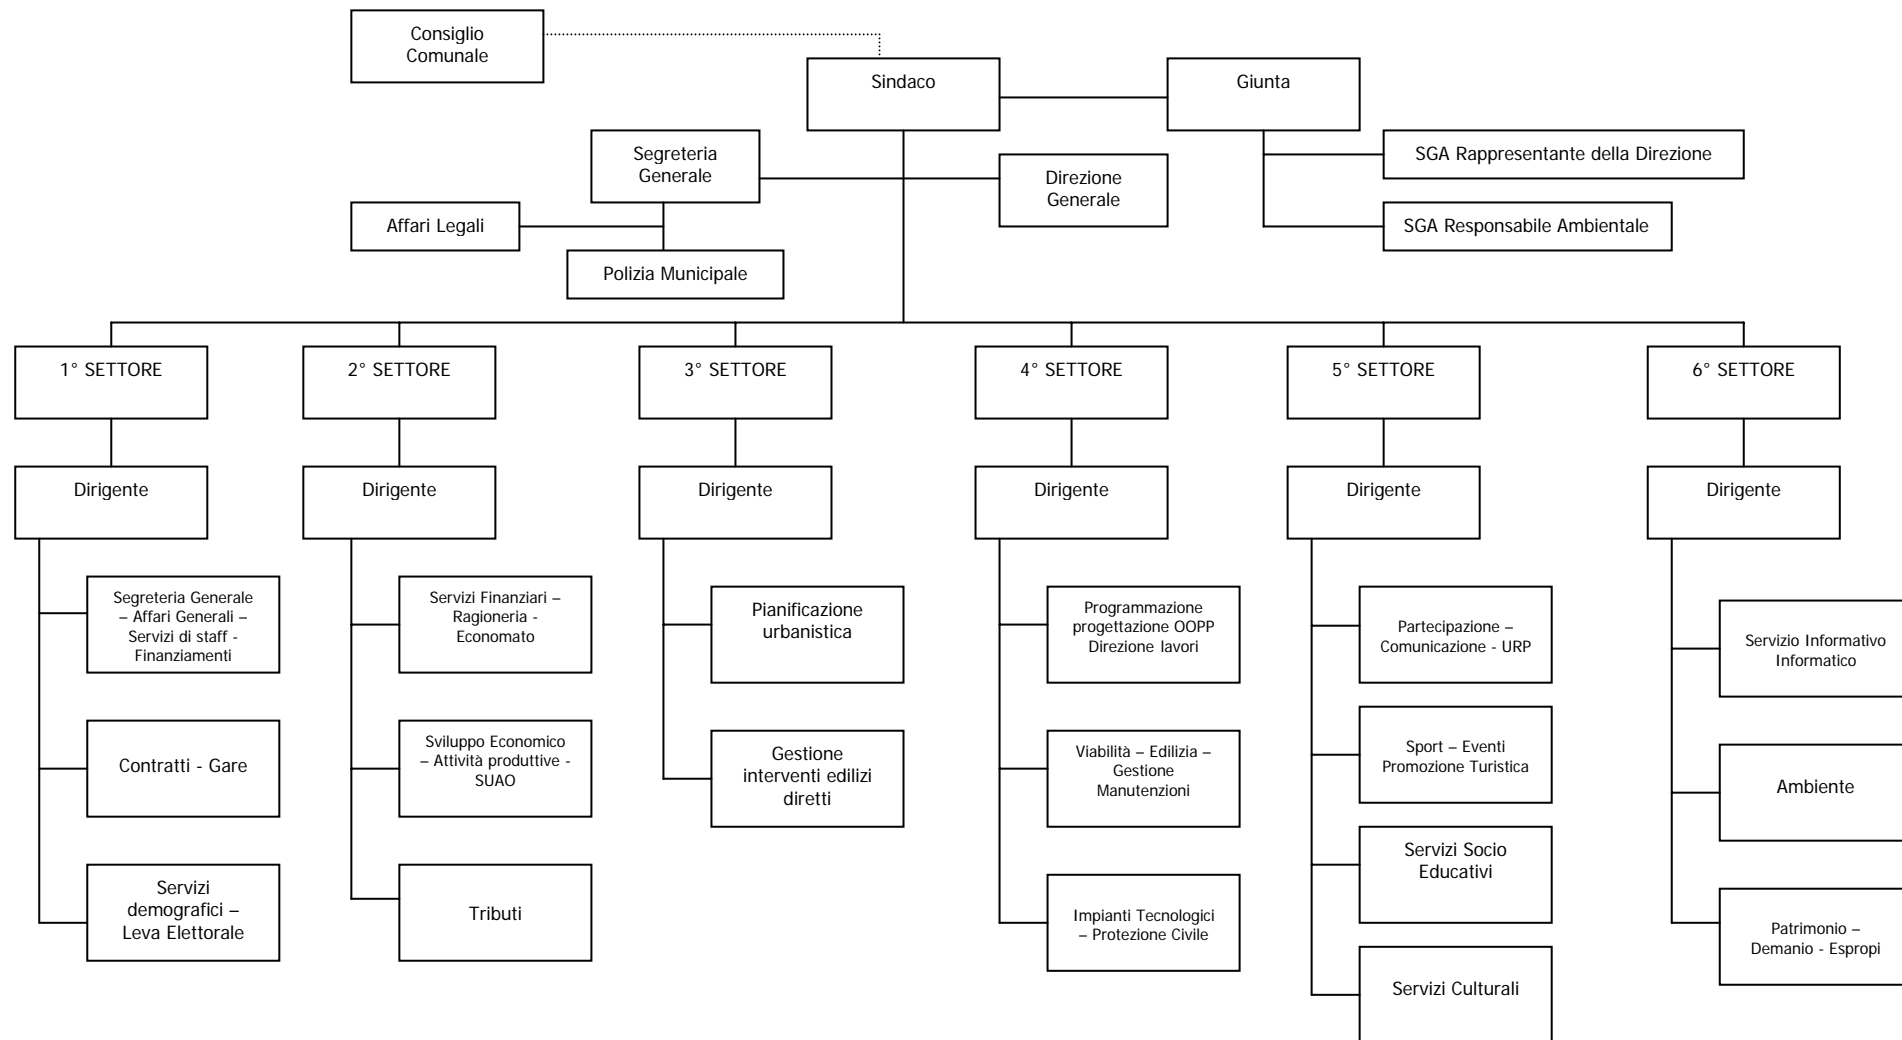 Consiglio
Comunale
Sindaco
Giunta
Segreteria
Generale
Direzione
Generale
SGA Rappresentante della Direzione
Affari Legali
SGA Responsabile Ambientale
Polizia Municipale
1° SETTORE
2° SETTORE
3° SETTORE
4° SETTORE
5° SETTORE
6° SETTORE
Dirigente
Dirigente
Dirigente
Dirigente
Dirigente
Dirigente
Segreteria Generale
– Affari Generali –
Servizi di staff -
Finanziamenti
Contratti - Gare
Servizi
demografici –
Leva Elettorale
Servizi Finanziari –
Ragioneria -
Economato
Sviluppo Economico
– Attività produttive -
SUAO
Tributi
Pianificazione
urbanistica
Gestione
interventi edilizi
diretti
Programmazione
progettazione OOPP
Direzione lavori
Viabilità – Edilizia –
Gestione
Manutenzioni
Impianti Tecnologici
– Protezione Civile
Partecipazione –
Comunicazione - URP
Sport – Eventi
Promozione Turistica
Servizi Socio
Educativi
Servizi Culturali
Servizio Informativo
Informatico
Ambiente
Patrimonio –
Demanio - Espropi